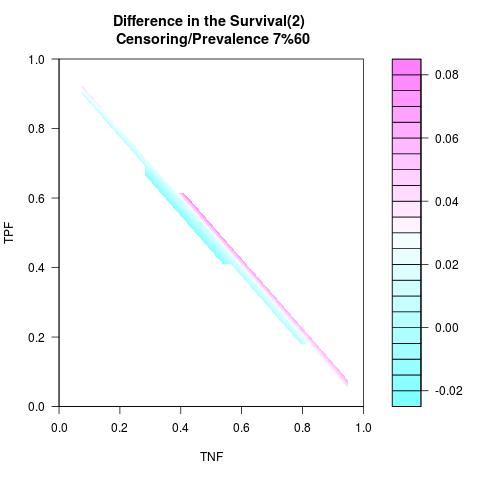 Difference in the Survival(2)
Censoring/Prevalence 7%60
1.0
0.8
0.6
0.4
0.2
0.0
TPF
0.0 0.2 0.4 0.6 0.8 1.0
TNF
0.08
0.06
0.04
0.02
0.00
-0.02